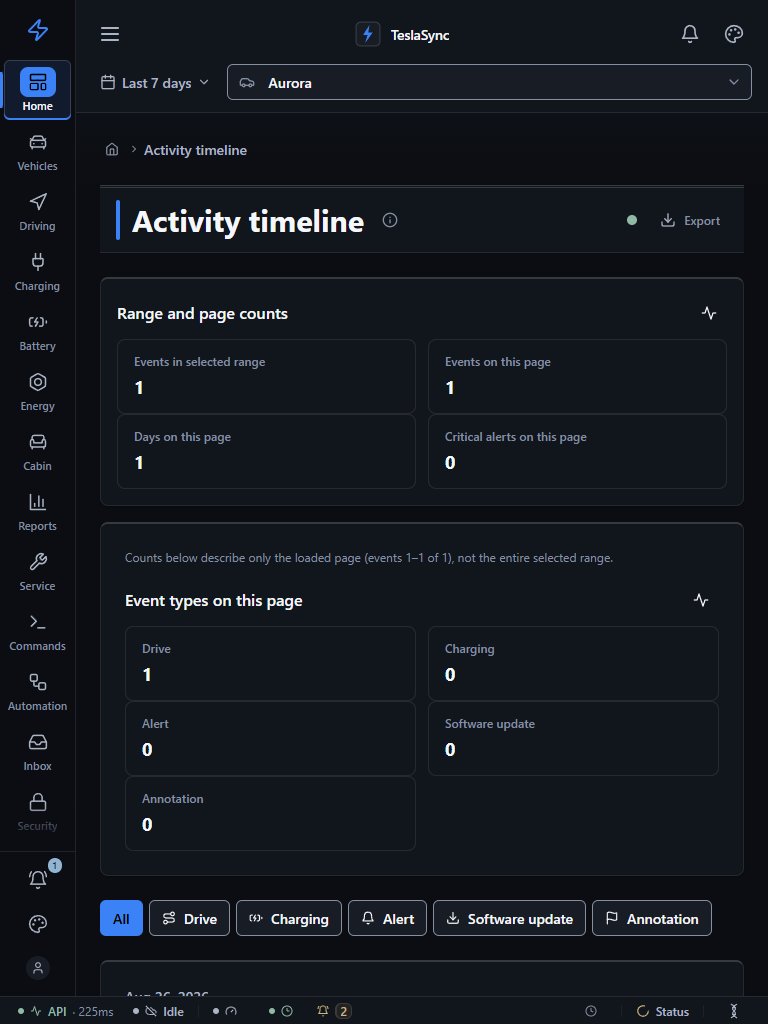 TeslaSync
Last 7 days
Aurora
Home
Vehicles
Driving
Charging
Battery
Energy
Cabin
Reports
Service
Commands
Automation
Inbox
Security
1
Activity timeline
Activity timeline
Export
Range and page counts
Events in selected range
1
Events on this page
1
Days on this page
1
Critical alerts on this page
0
Counts below describe only the loaded page (events 1–1 of 1), not the entire selected range.
Event types on this page
Drive
1
Charging
0
Alert
0
Software update
0
Annotation
0
All Drive Charging Alert Software update Annotation
Aug 26, 2026
API · 225ms Idle 2 Status